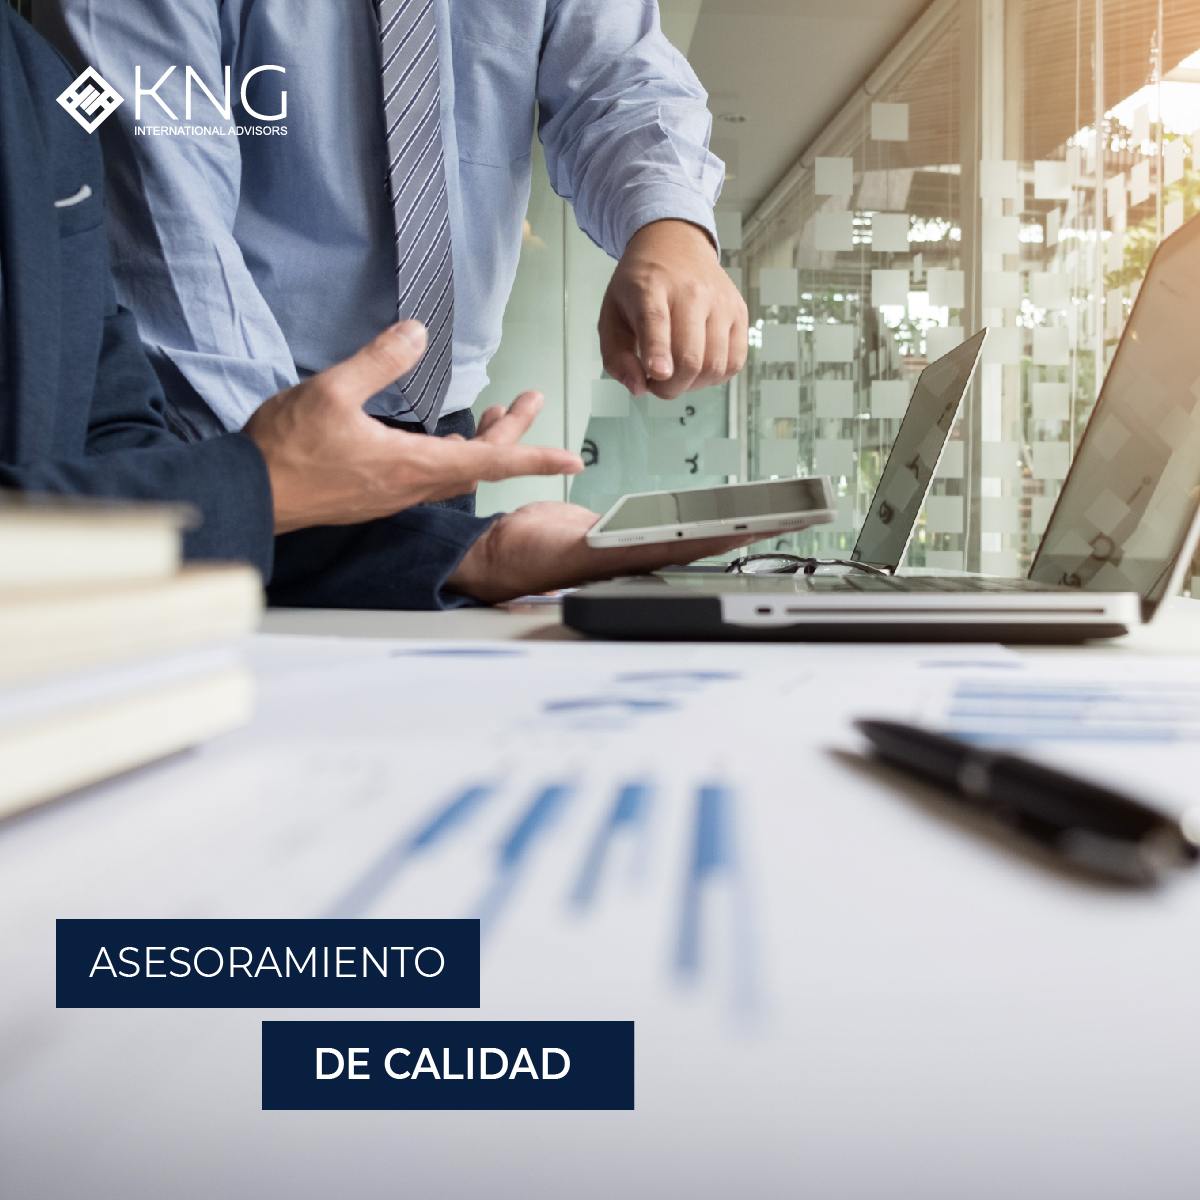 KNG
INTERNATIONAL ADVISORS
ASESORAMIENTO
DE CALIDAD